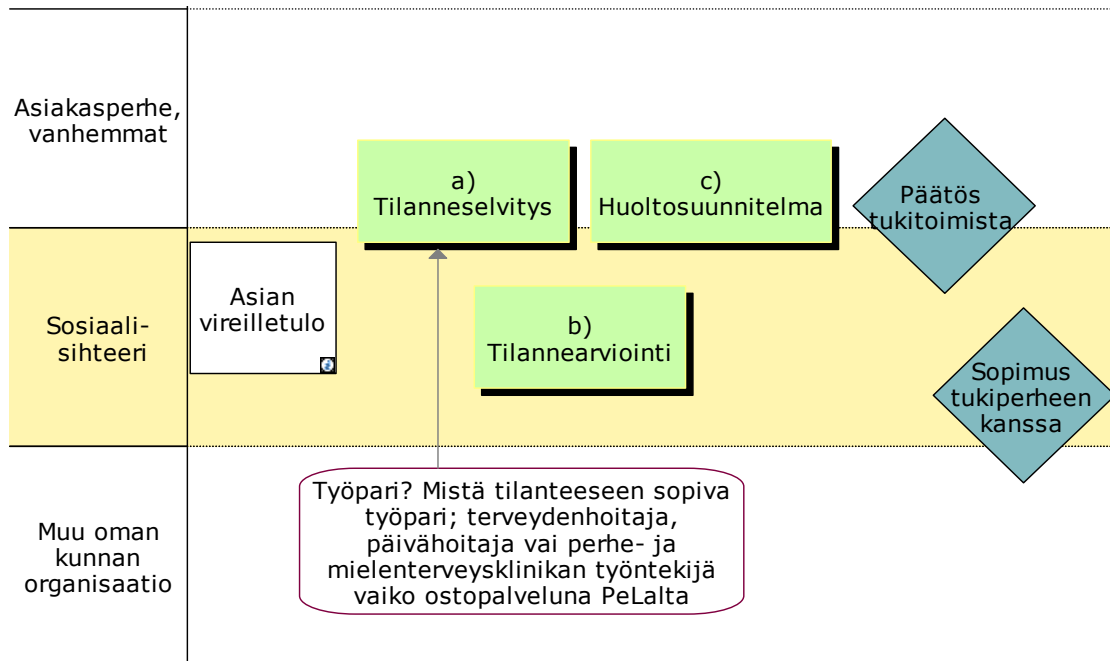 Asiakasperhe,
vanhemmat
a)
Tilanneselvitys
c)
Huoltosuunnitelma
Päätös
tukitoimista
Sosiaali-
sihteeri
Asian
vireilletulo
b)
Tilannearviointi
Sopimus
tukiperheen
kanssa
Muu oman
kunnan
organisaatio
Työpari? Mistä tilanteeseen sopiva
työpari; terveydenhoitaja,
päivähoitaja vai perhe- ja
mielenterveysklinikan työntekijä
vaiko ostopalveluna PeLalta